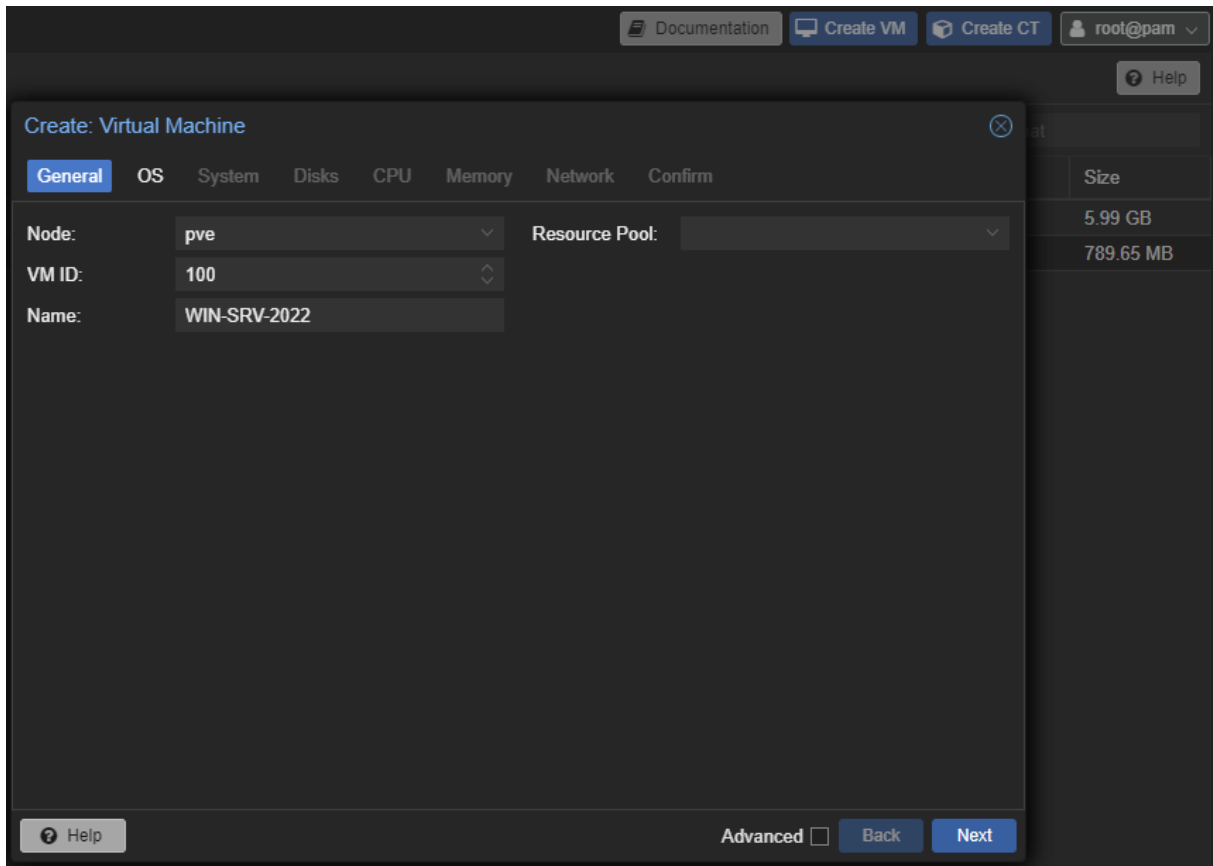 Documentation Create VM Create CT root@pam
Help
Create: Virtual Machine
at
General OS System Disks CPU Memory Network Confirm
Size
Node: pve Resource Pool:
5.99 GB
VM ID: 100
789.65 MB
Name: WIN-SRV-2022
Help Advanced Back Next